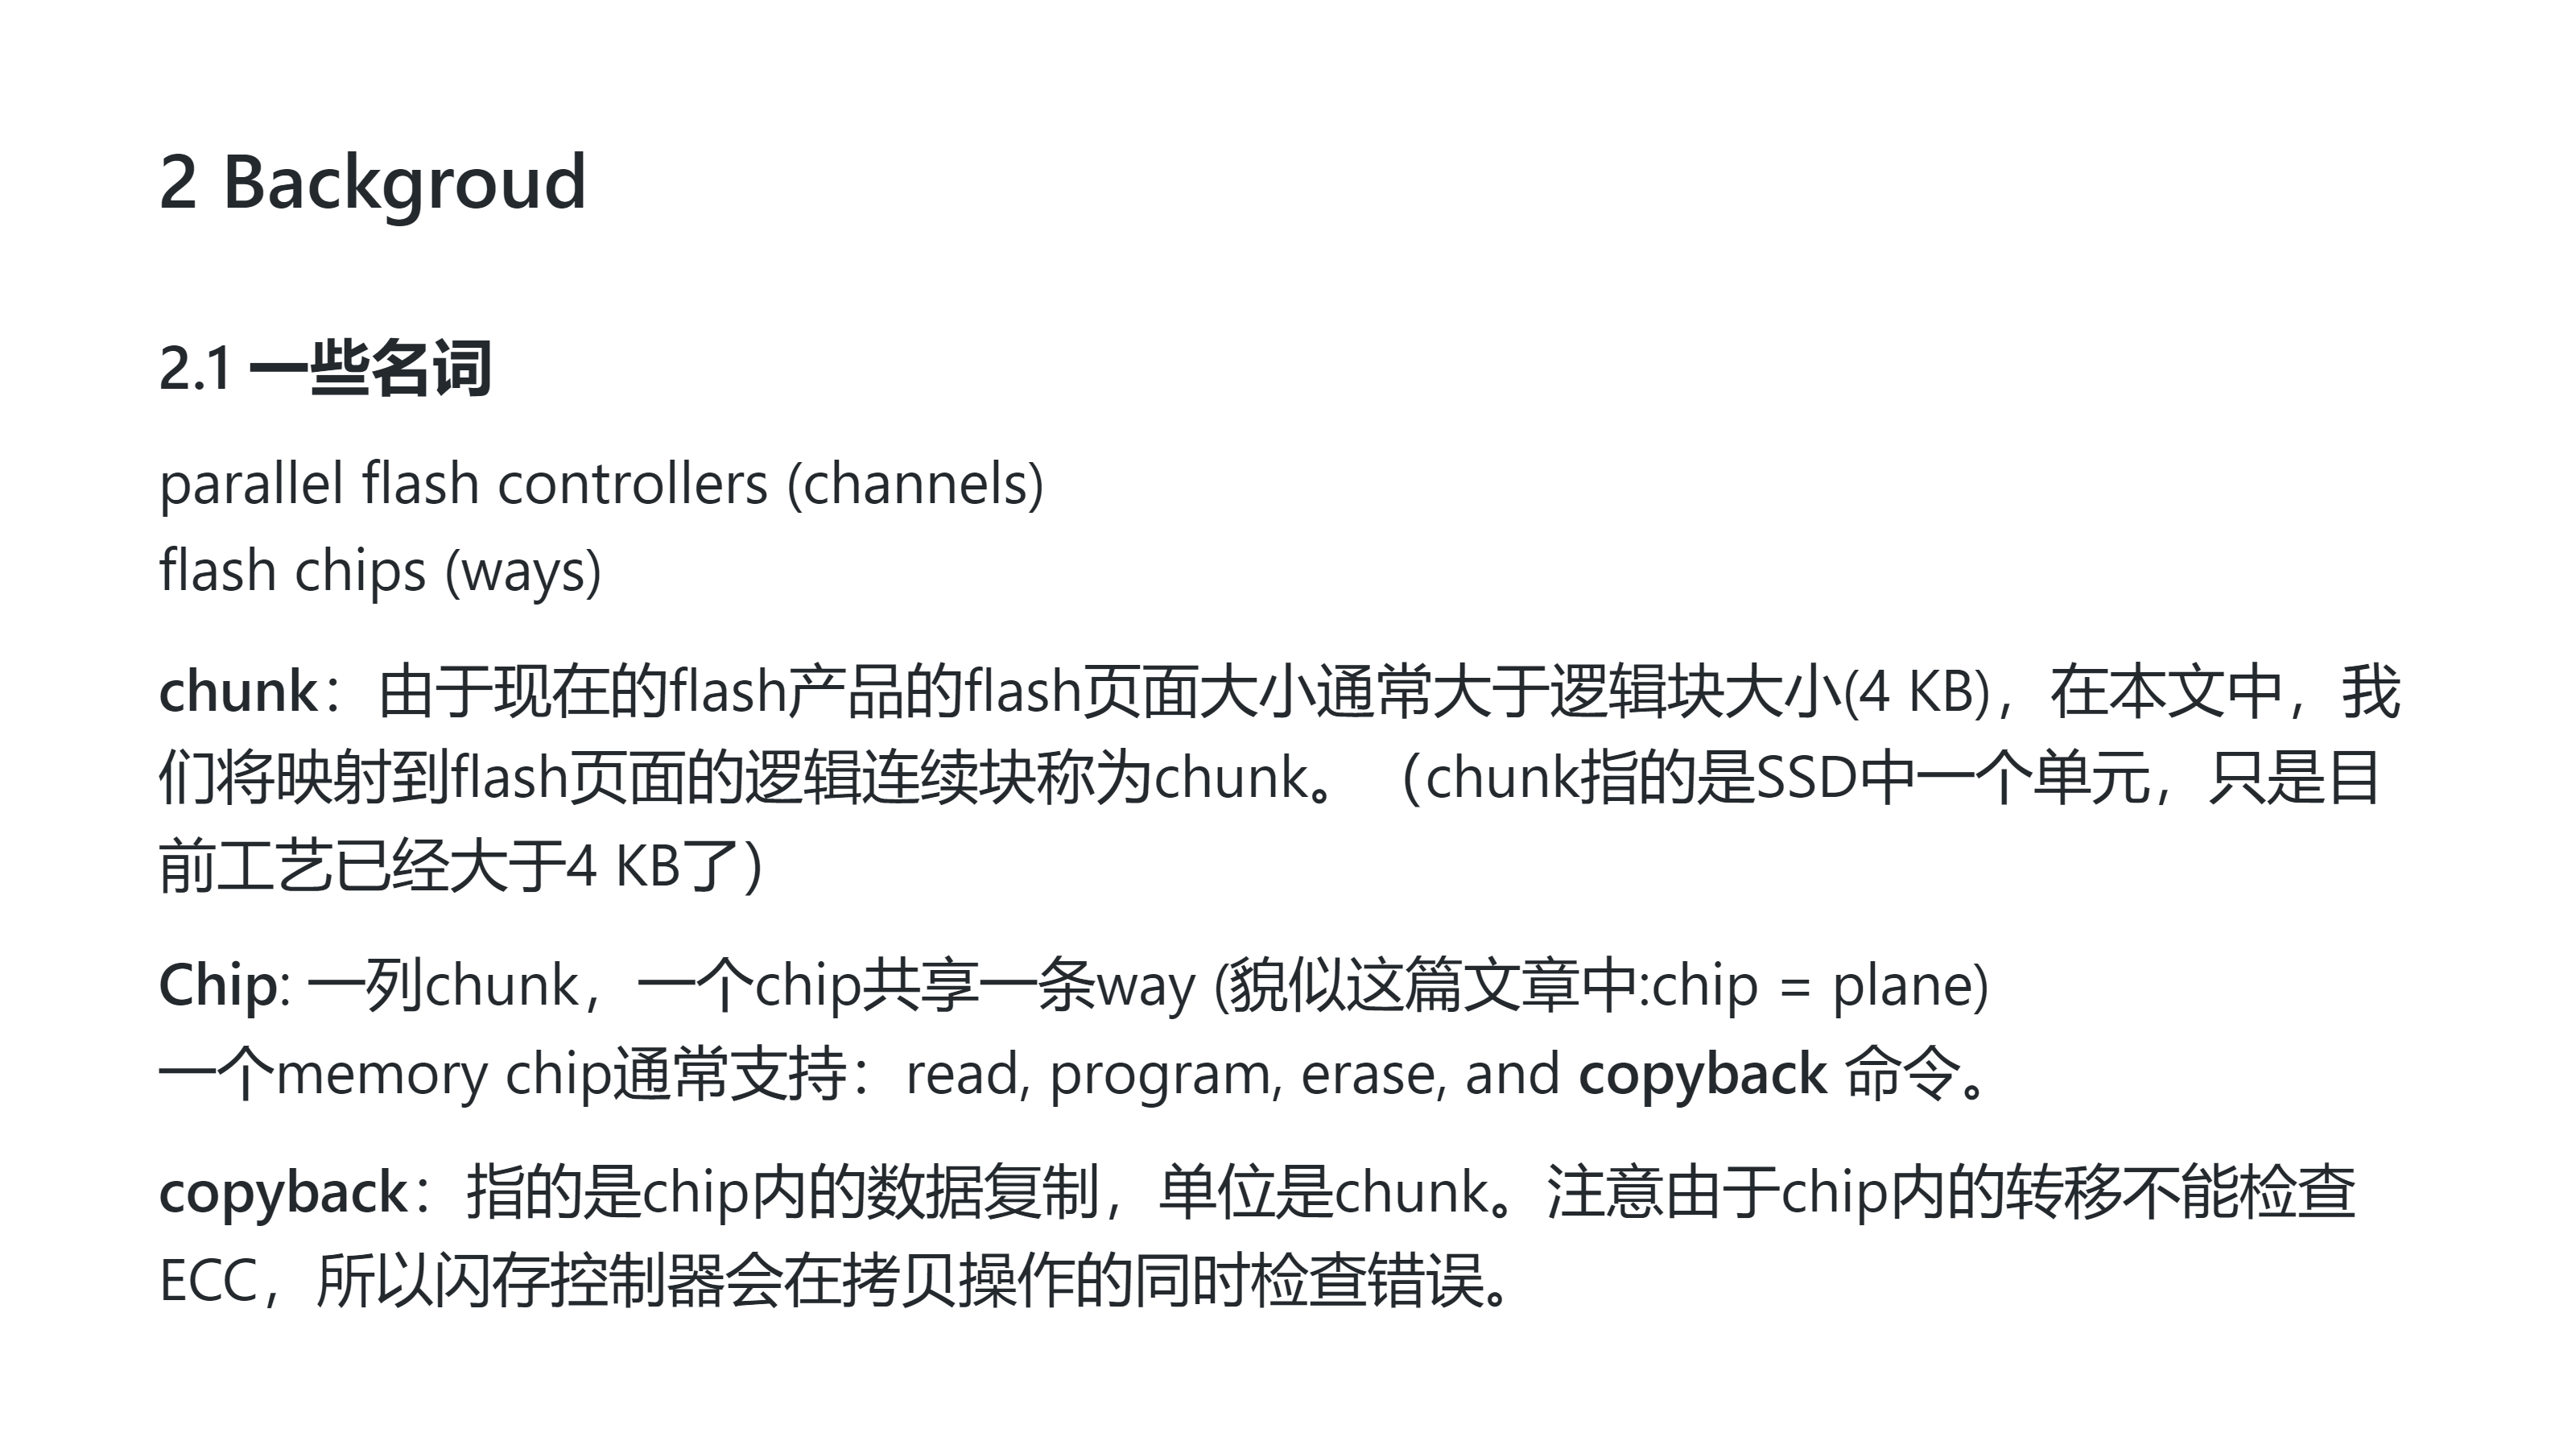 2 Backgroud
2.1 一些名词
parallel flash controllers (channels)
flash chips (ways)
chunk：由于现在的flash产品的flash页面大小通常大于逻辑块大小(4 KB)，在本文中，我
们将映射到flash页面的逻辑连续块称为chunk。（chunk指的是SSD中一个单元，只是目
前工艺已经大于4 KB了）
Chip: 一列chunk，一个chip共享一条way (貌似这篇文章中:chip = plane)
一个memory chip通常支持：read, program, erase, and copyback 命令。
copyback：指的是chip内的数据复制，单位是chunk。注意由于chip内的转移不能检查
ECC，所以闪存控制器会在拷贝操作的同时检查错误。